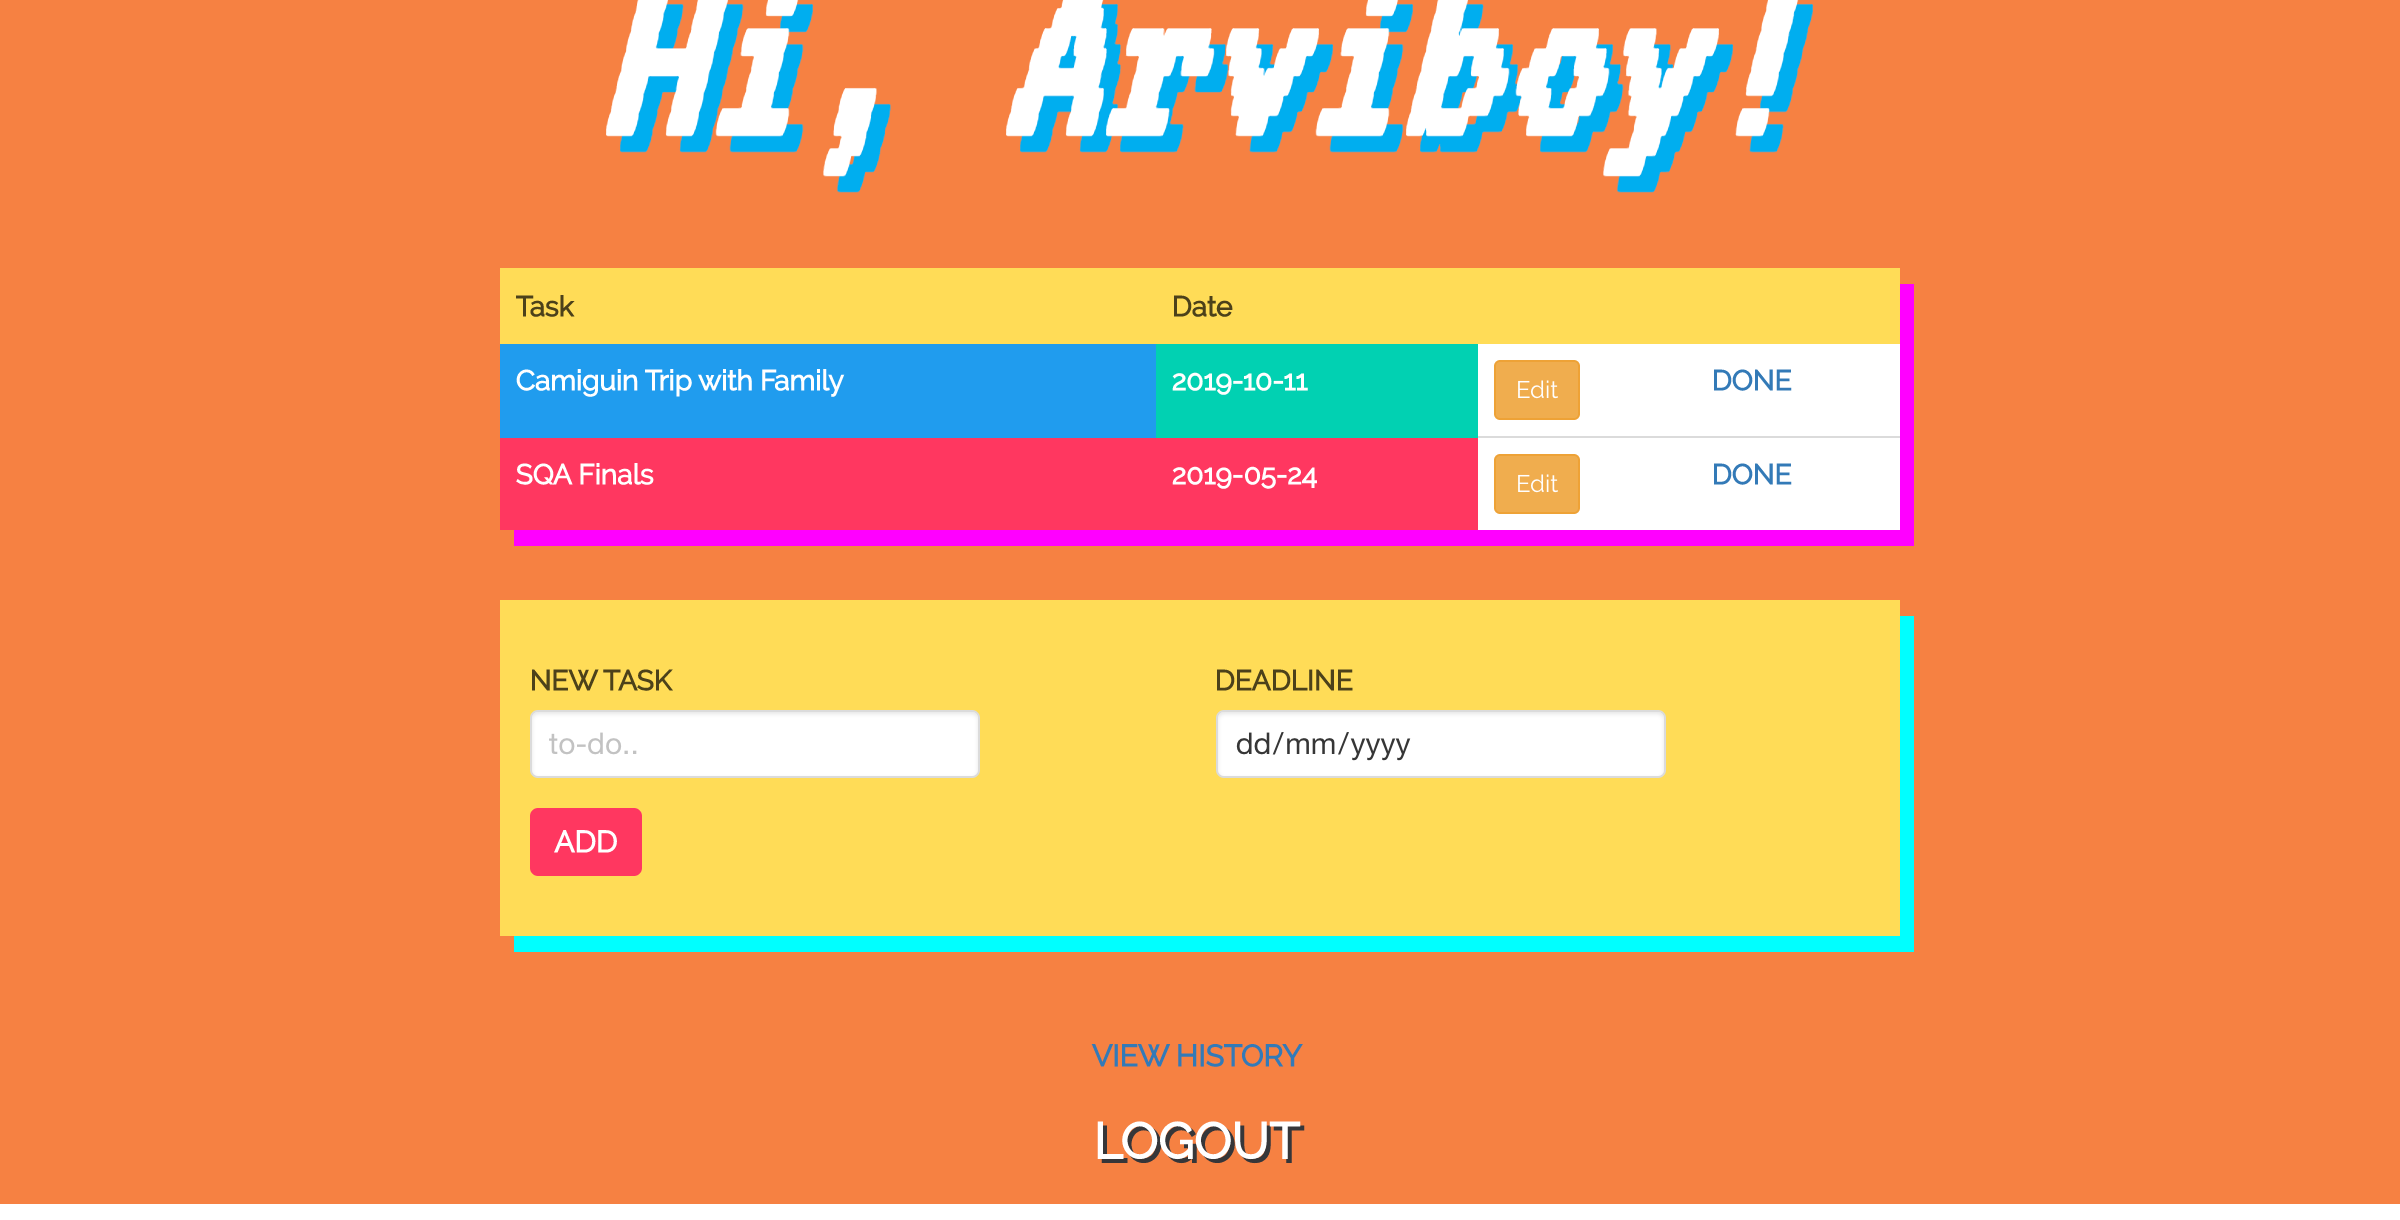 Hi, Arviboy!
Task Date
Camiguin Trip with Family 2019-10-11 Edit DONE
SQA Finals 2019-05-24 Edit DONE
NEW TASK DEADLINE
to-do.. dd/mm/yyyy
ADD
VIEW HISTORY
LOGOUT